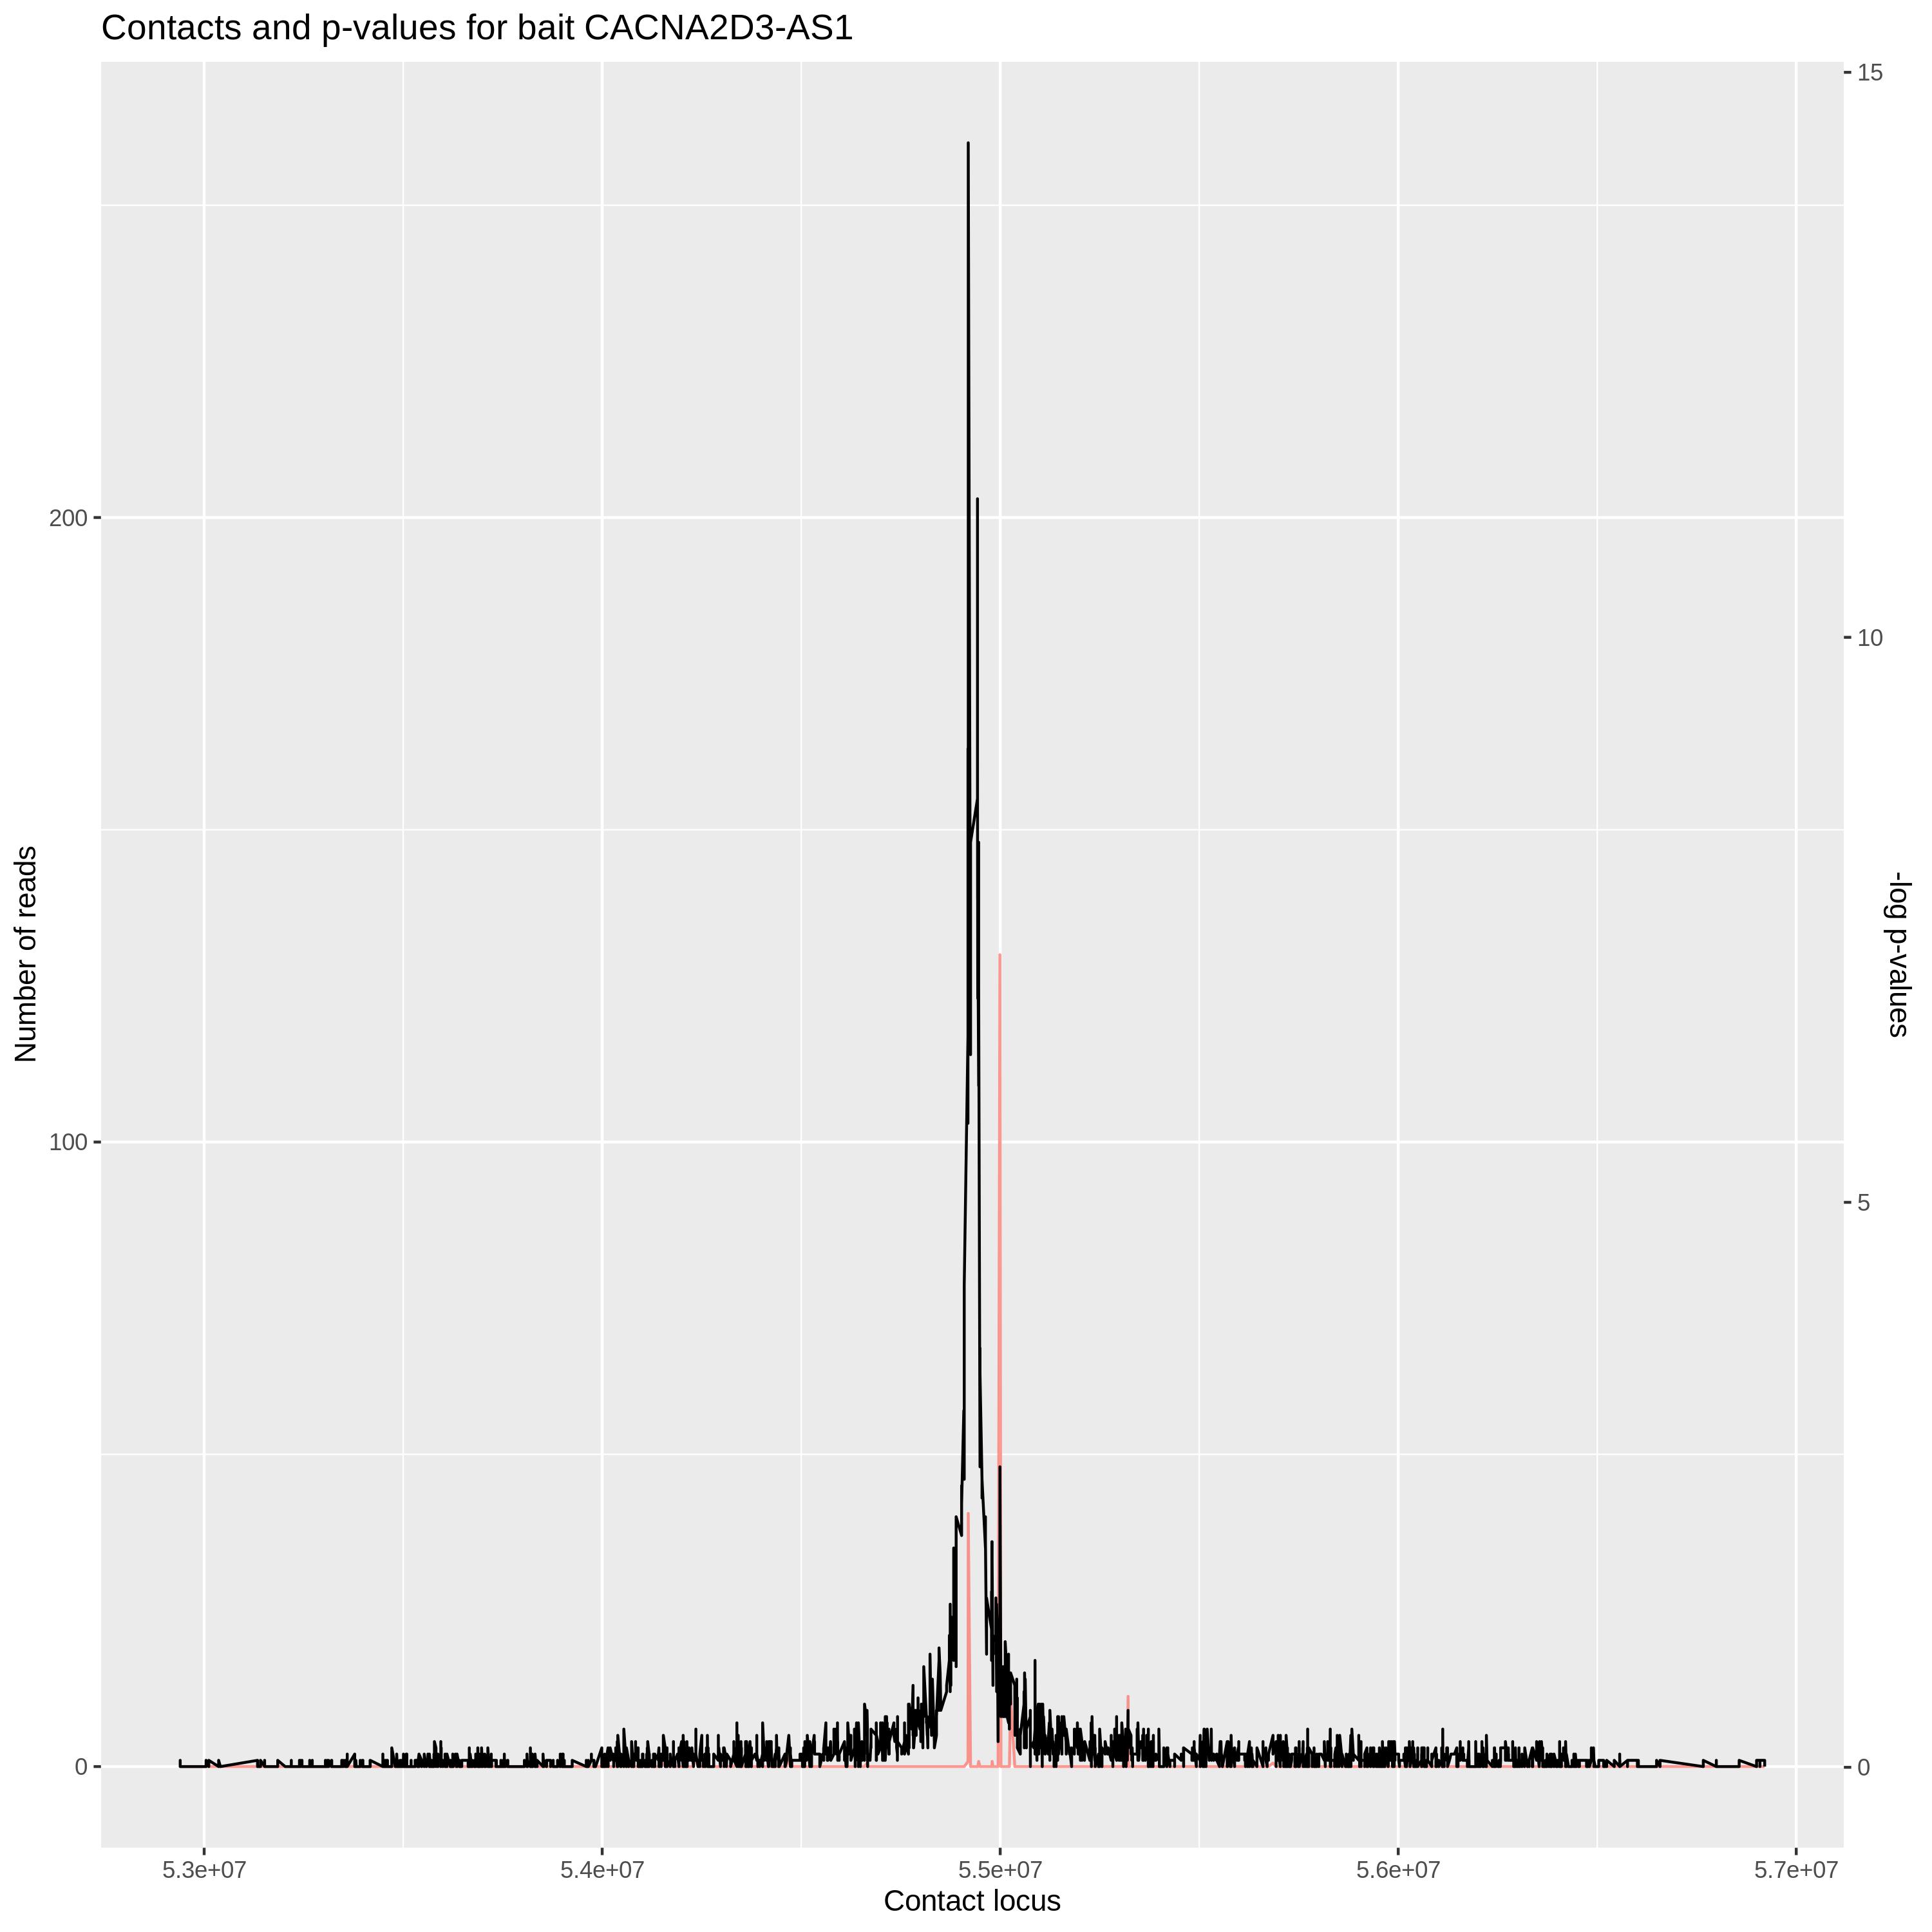 Contacts and p-values for bait CACNA2D3-AS1
15
200
10
Number of reads
-log p-values
100
5
0
0
5.3e+07
5.4e+07
5.5e+07
5.6e+07
5.7e+07
Contact locus